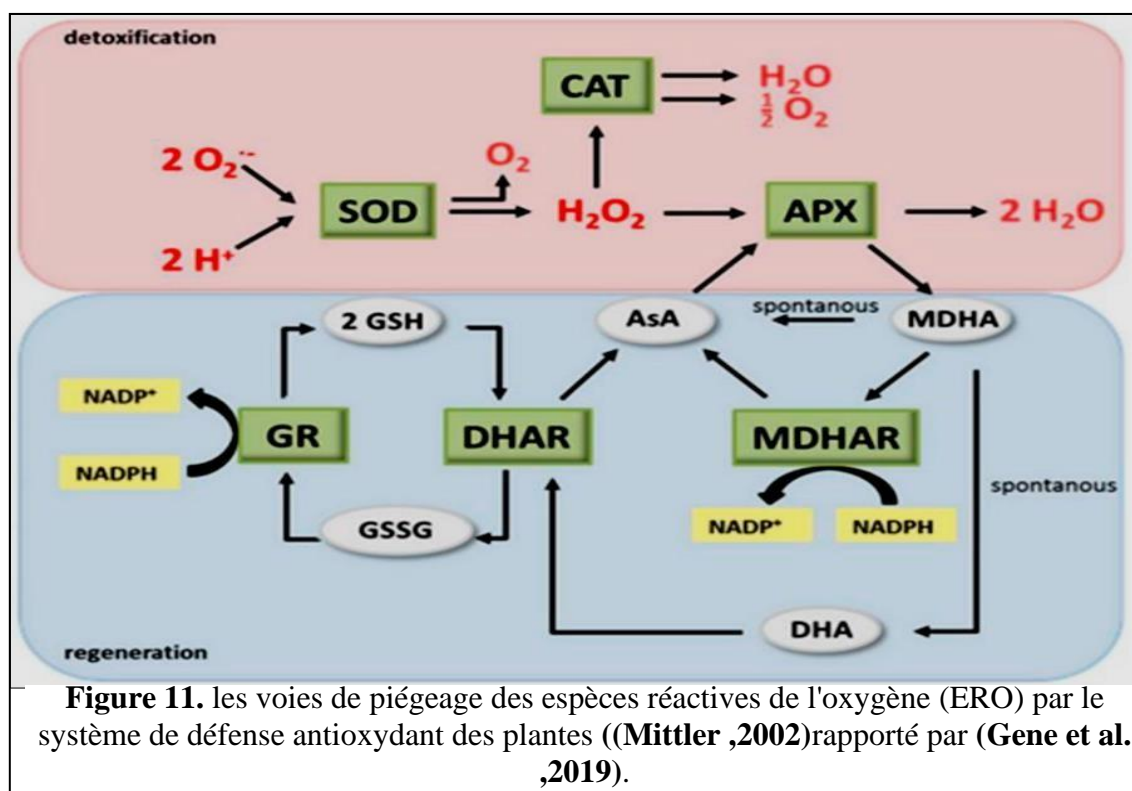 detoxification
CAT
H₂O
½ O₂
2 O₂˙⁻
O₂
SOD
H₂O₂
APX
2 H₂O
2 H⁺
2 GSH
AsA
spontanous
MDHA
NADP⁺
GR
DHAR
MDHAR
NADPH
spontanous
GSSG
NADP⁺
NADPH
DHA
regeneration
Figure 11. les voies de piégeage des espèces réactives de l'oxygène (ERO) par le
système de défense antioxydant des plantes ((Mittler ,2002)rapporté par (Gene et al.
,2019).